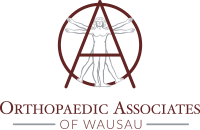 A
ORTHOPAEDIC ASSOCIATES
OF WAUSAU